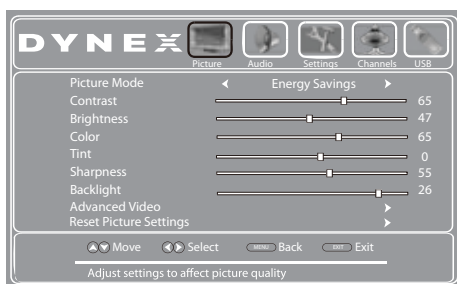 DYNEX
Picture Audio Settings Channels USB
Picture Mode Energy Savings
Contrast 65
Brightness 47
Color 65
Tint 0
Sharpness 55
Backlight 26
Advanced Video
Reset Picture Settings
Move Select MENU Back EXIT Exit
Adjust settings to affect picture quality